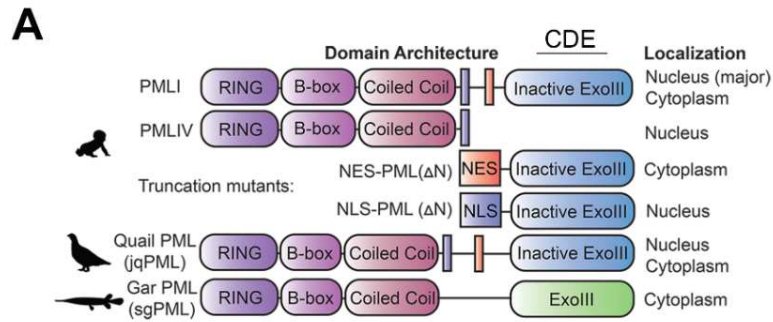 A
CDE
Domain Architecture
Localization
PMLI
RING
B-box
Coiled Coil
Inactive ExoIII
Nucleus (major)
Cytoplasm
PMLIV
RING
B-box
Coiled Coil
Nucleus
Truncation mutants:
NES-PML(ΔN)
NES
Inactive ExoIII
Cytoplasm
NLS-PML (ΔN)
NLS
Inactive ExoIII
Nucleus
Quail PML
(jqPML)
RING
B-box
Coiled Coil
Inactive ExoIII
Nucleus
Cytoplasm
Gar PML
(sgPML)
RING
B-box
Coiled Coil
ExoIII
Cytoplasm